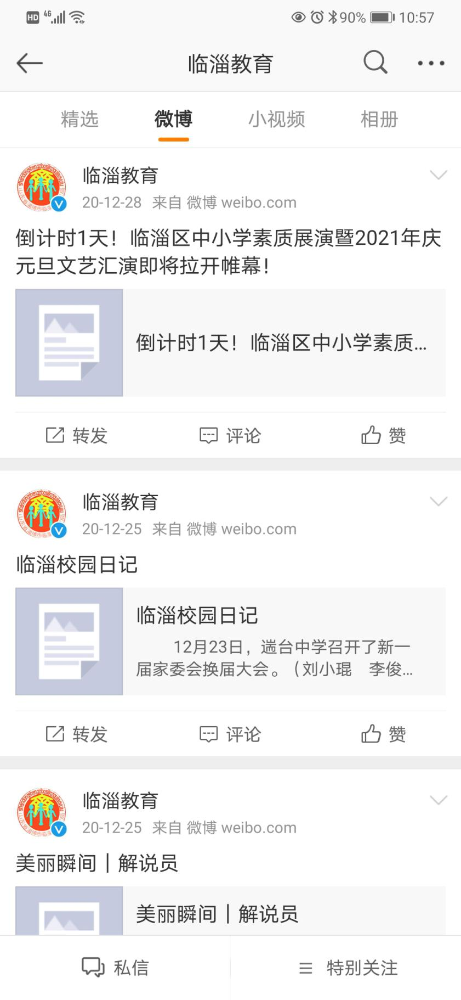 HD 4G 90% 10:57
临淄教育
精选 微博 小视频 相册
临淄教育
20-12-28 来自 微博 weibo.com
倒计时1天！临淄区中小学素质展演暨2021年庆
元旦文艺汇演即将拉开帷幕！
倒计时1天！临淄区中小学素质...
转发 评论 赞
临淄教育
20-12-25 来自 微博 weibo.com
临淄校园日记
临淄校园日记
12月23日，遄台中学召开了新一
届家委会换届大会。（刘小琨 李俊...
转发 评论 赞
临淄教育
20-12-25 来自 微博 weibo.com
美丽瞬间｜解说员
美丽瞬间｜解说员
私信 特别关注